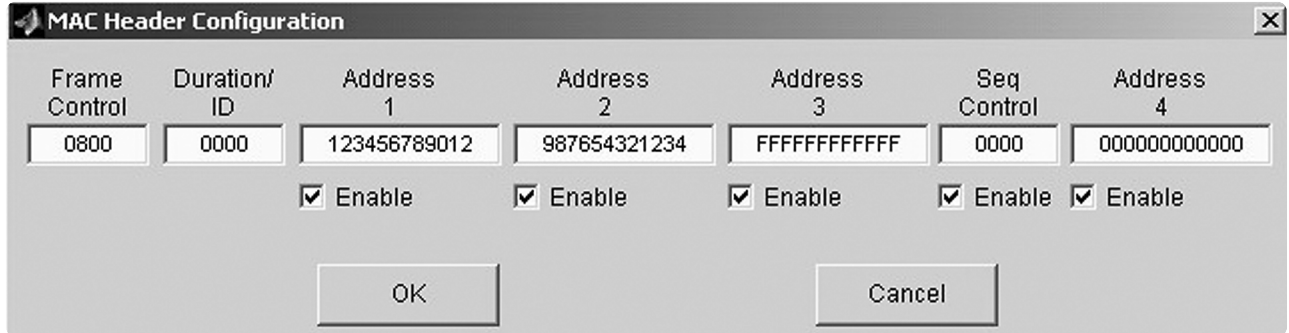 MAC Header Configuration
Frame Duration/ Address Address Address Seq Address
Control ID 1 2 3 Control 4
0800 0000 123456789012 987654321234 FFFFFFFFFFFF 0000 000000000000
Enable Enable Enable Enable Enable
OK Cancel